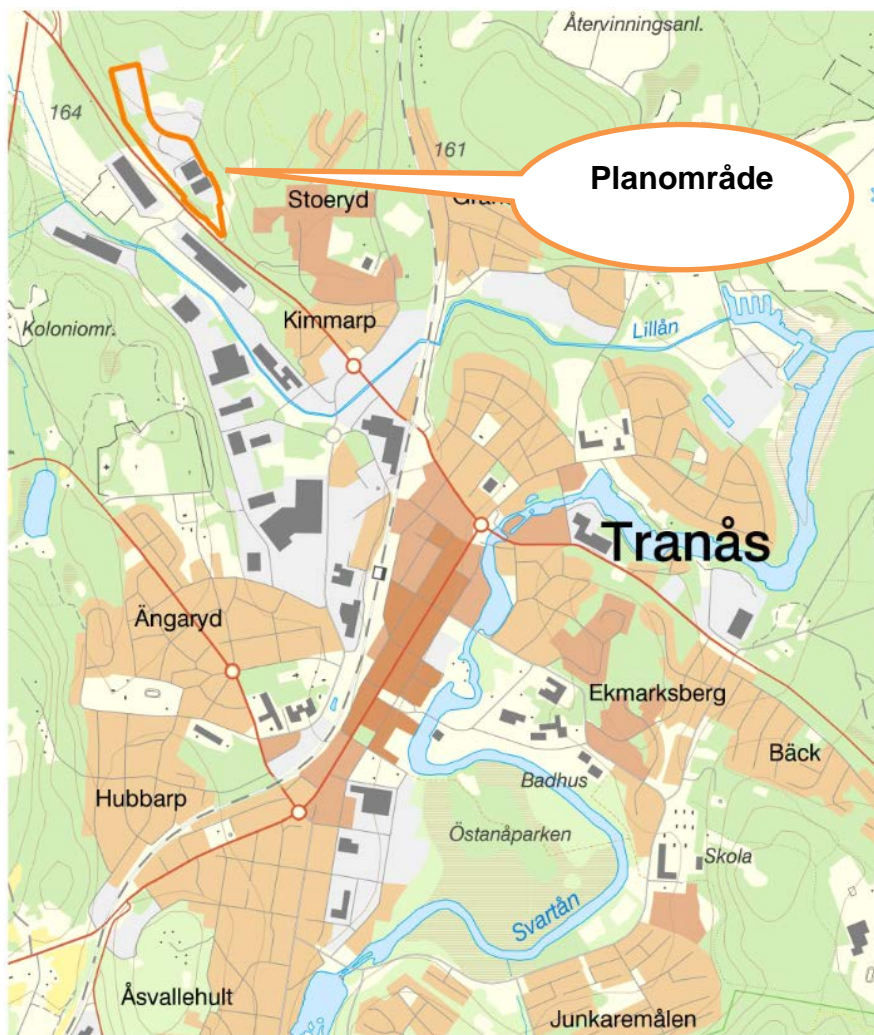 Återvinningsanl.
164
161
Planområde
Stoeryd
Koloniomr.
Kimmarp
Lillån
Tranås
Ängaryd
Ekmarksberg
Bäck
Badhus
Hubbarp
Östanåparken
Skola
Svartån
Åsvallehult
Junkaremålen